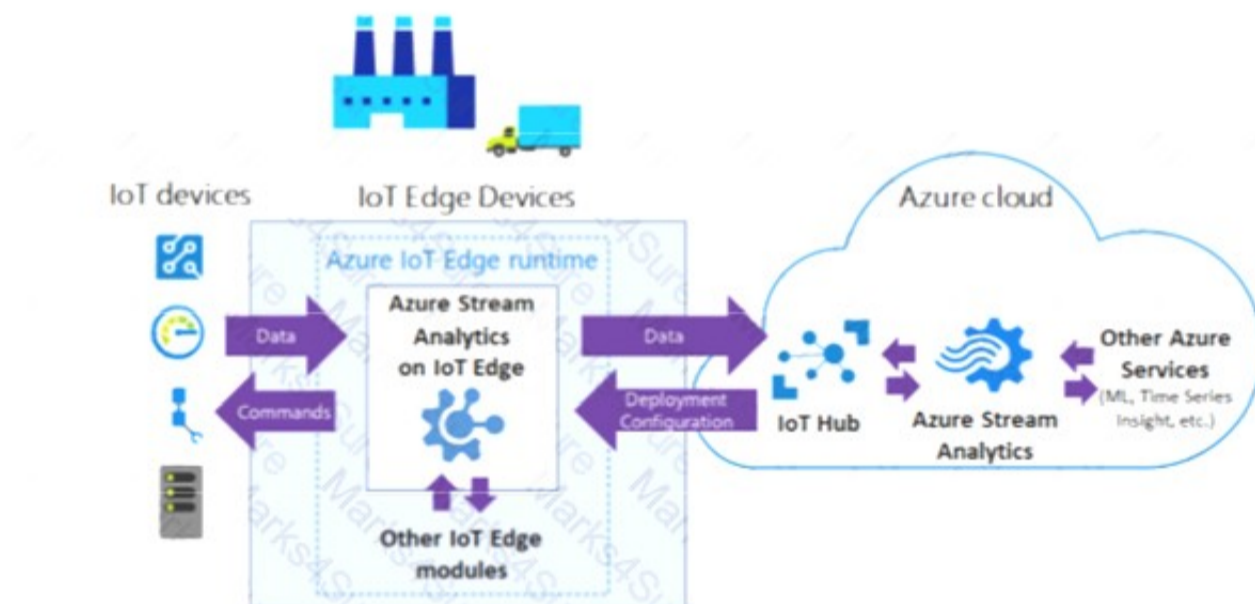 IoT devices
IoT Edge Devices
Azure cloud
Azure IoT Edge runtime
Azure Stream
Analytics
on IoT Edge
Data
Commands
Data
Deployment
Configuration
Other IoT Edge
modules
IoT Hub
Azure Stream
Analytics
Other Azure
Services
(ML, Time Series
Insight, etc.)
Marks4Sure